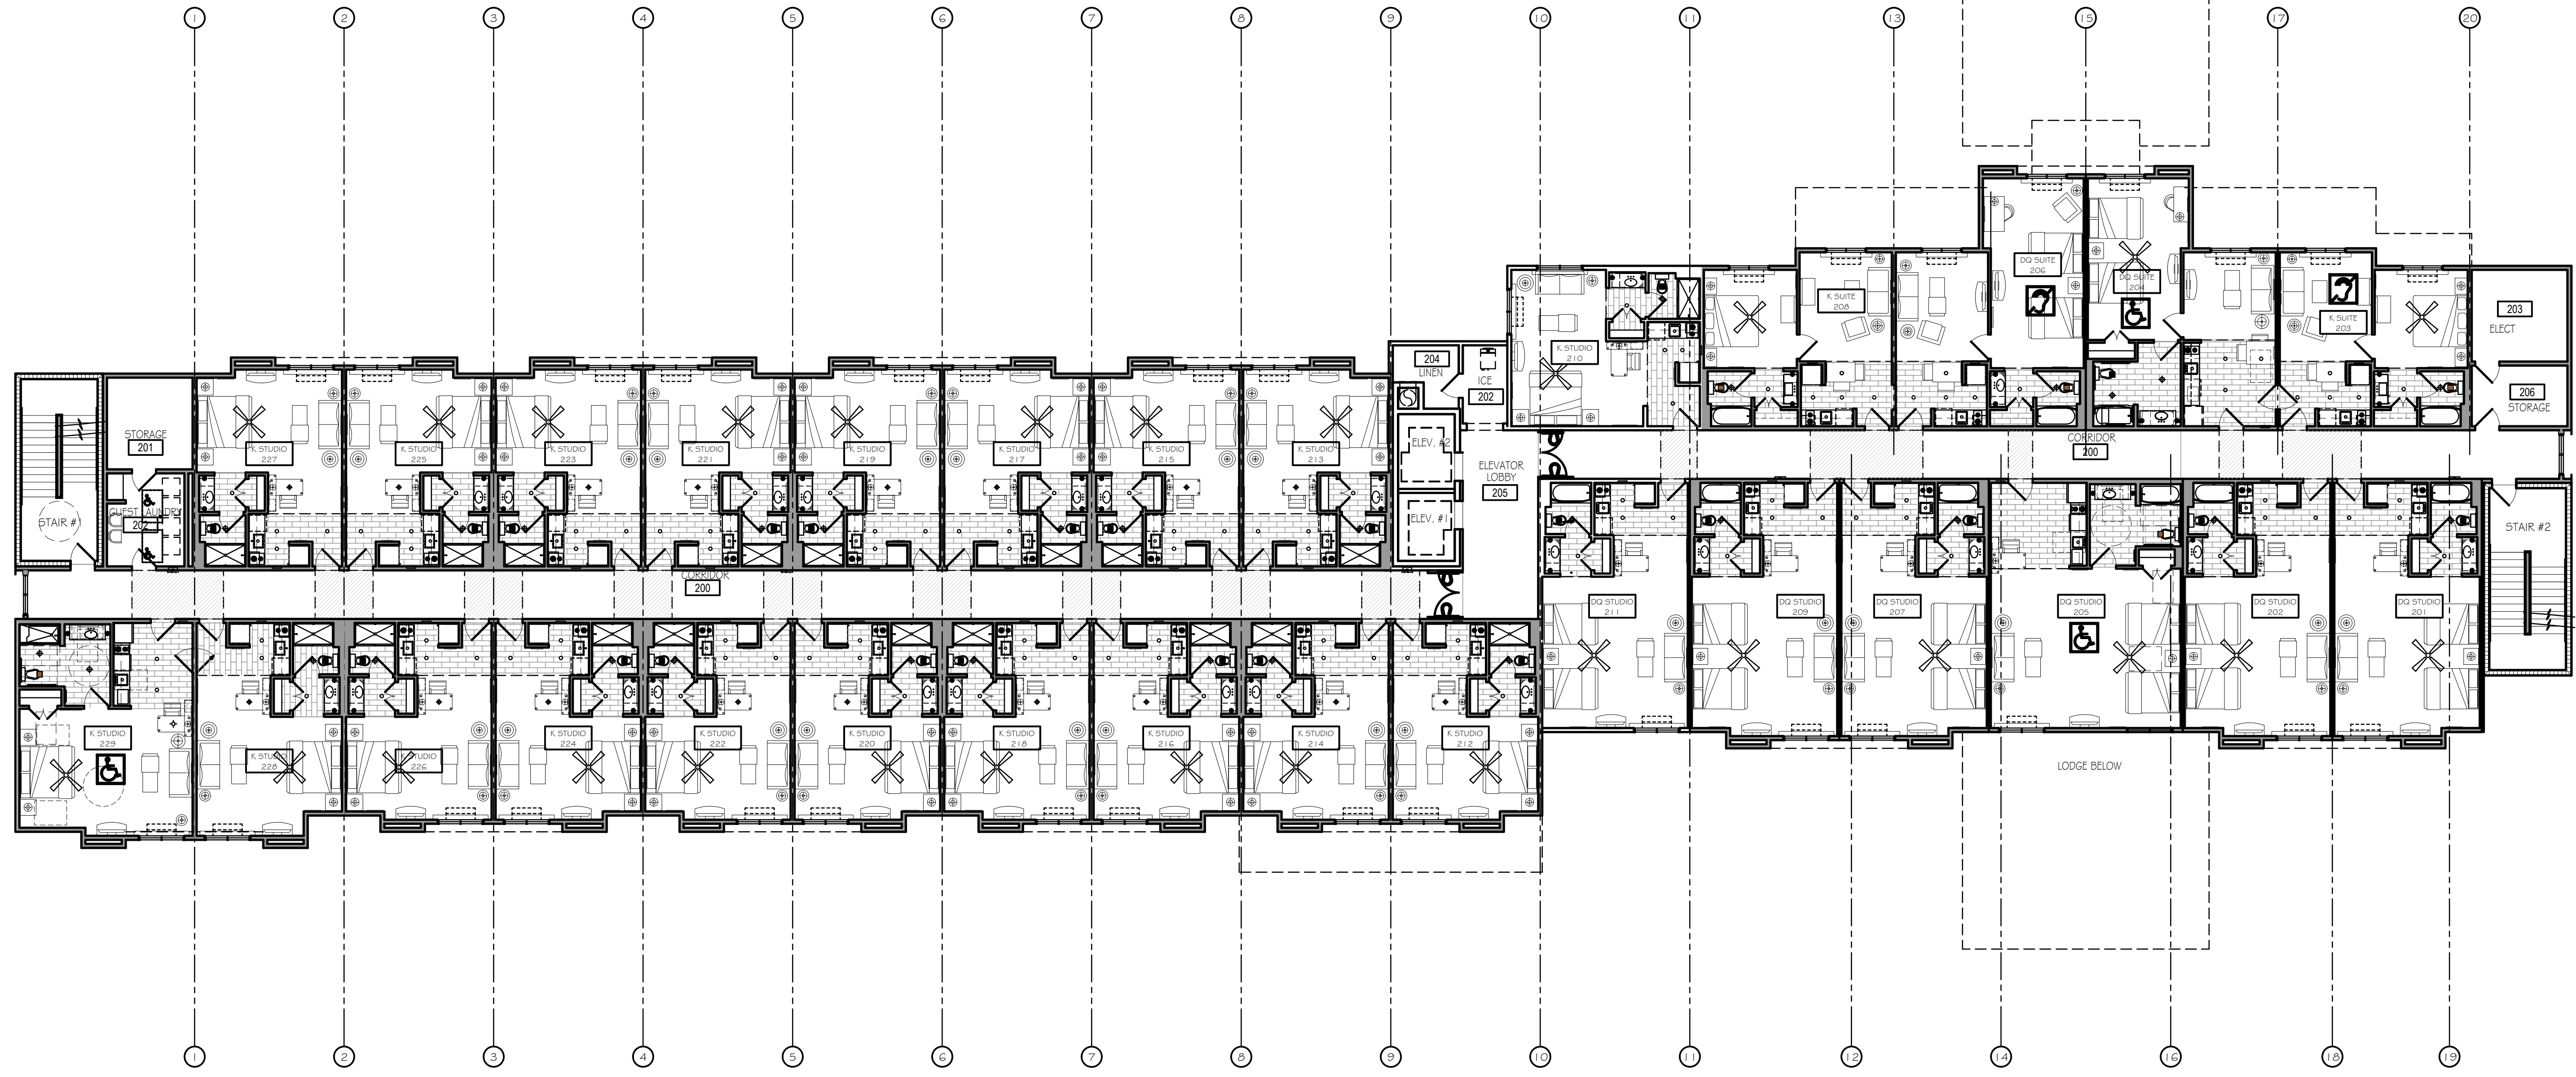 1 2 3 4 5 6 7 8 9 10 11 13 15 17 20
DQ SUITE
206
DQ SUITE
204
K SUITE
208
K SUITE
203
203
ELECT
K STUDIO
210
204
LINEN
ICE
202
206
STORAGE
STORAGE
201
K STUDIO
227
K STUDIO
225
K STUDIO
223
K STUDIO
221
K STUDIO
219
K STUDIO
217
K STUDIO
215
K STUDIO
213
ELEV. #2
ELEVATOR
LOBBY
205
CORRIDOR
200
STAIR #1
GUEST LAUNDRY
202
ELEV. #1
STAIR #2
CORRIDOR
200
DQ STUDIO
211
DQ STUDIO
209
DQ STUDIO
207
DQ STUDIO
205
DQ STUDIO
202
DQ STUDIO
201
K STUDIO
229
K STUDIO
228
K STUDIO
226
K STUDIO
224
K STUDIO
222
K STUDIO
220
K STUDIO
218
K STUDIO
216
K STUDIO
214
K STUDIO
212
LODGE BELOW
1 2 3 4 5 6 7 8 9 10 11 12 14 16 18 19